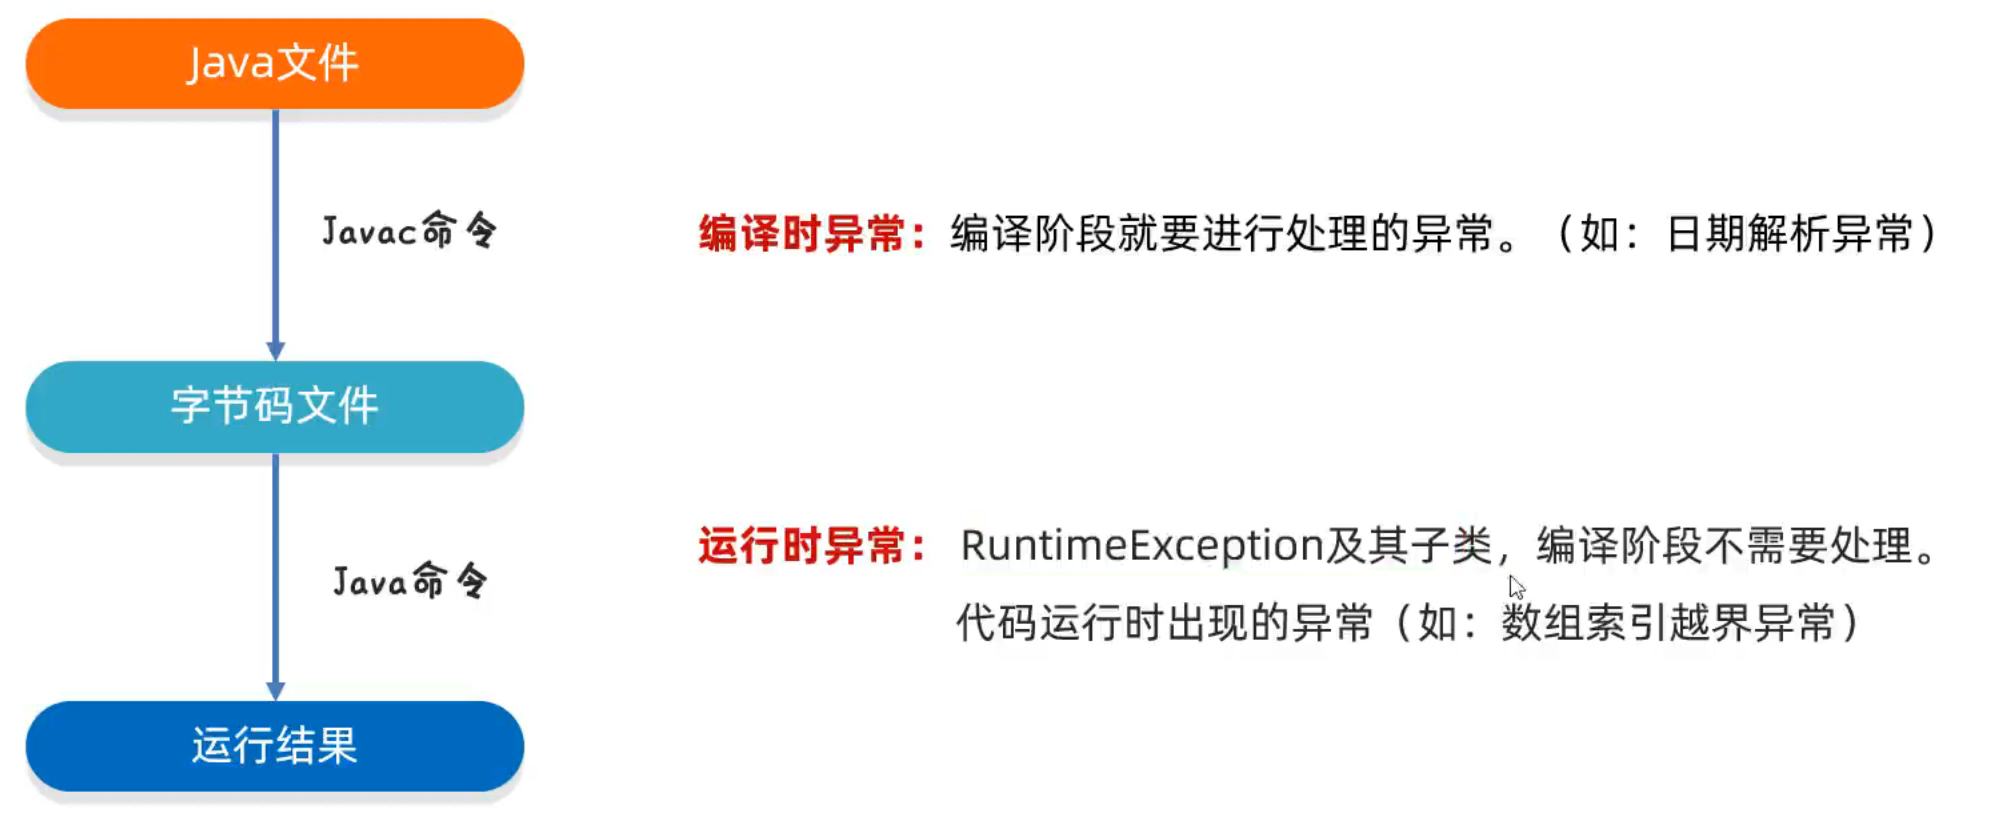 Java文件
Javac命令
编译时异常：编译阶段就要进行处理的异常。（如：日期解析异常）
字节码文件
运行时异常： RuntimeException及其子类，编译阶段不需要处理。
Java命令
代码运行时出现的异常（如：数组索引越界异常）
运行结果